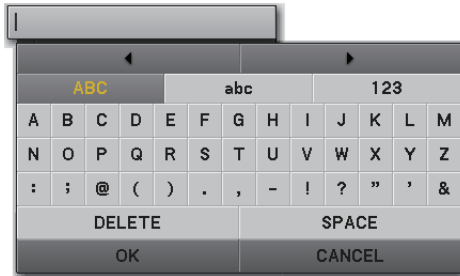 ABC abc 123
A B C D E F G H I J K L M
N O P Q R S T U V W X Y Z
: ; @ ( ) . , – ! ? ” ’ &
DELETE SPACE
OK CANCEL